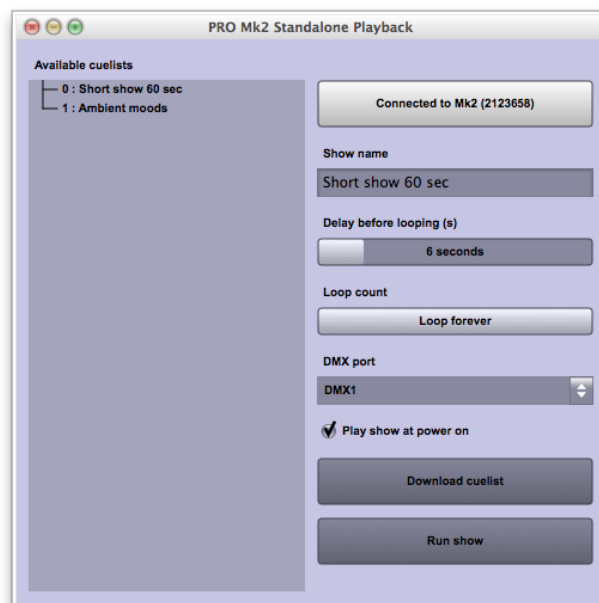 PRO Mk2 Standalone Playback
Available cuelists
0 : Short show 60 sec
1 : Ambient moods
Connected to Mk2 (2123658)
Show name
Short show 60 sec
Delay before looping (s)
6 seconds
Loop count
Loop forever
DMX port
DMX1
Play show at power on
Download cuelist
Run show